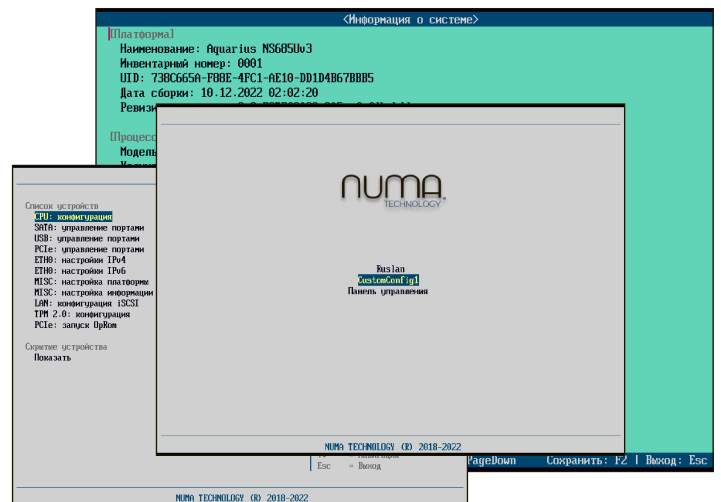 <Информация о системе>
[Платформа]
Наименование: Aquarius NS685Uv3
Инвентарный номер: 0001
UID: 738C665A-F88E-4FC1-AE10-DD1D4B67BBB5
Дата сборки: 10.12.2022 02:02:20
Ревизи
[Процесс
Модель
numa
TECHNOLOGY
Ruslan
CustomConfig1
Панель управления
NUMA TECHNOLOGY (R) 2018-2022
Список устройств
CPU: конфигурация
SATA: управление портами
USB: управление портами
PCIe: управление портами
ETH0: настройки IPv4
ETH0: настройки IPv6
MISC: настройка платформы
MISC: настройка информации
LAN: конфигурация iSCSI
TPM 2.0: конфигурация
PCIe: запуск OpRom
Скрытые устройства
Показать
Esc = Выход
NUMA TECHNOLOGY (R) 2018-2022
PageDown Сохранить: F2 | Выход: Esc